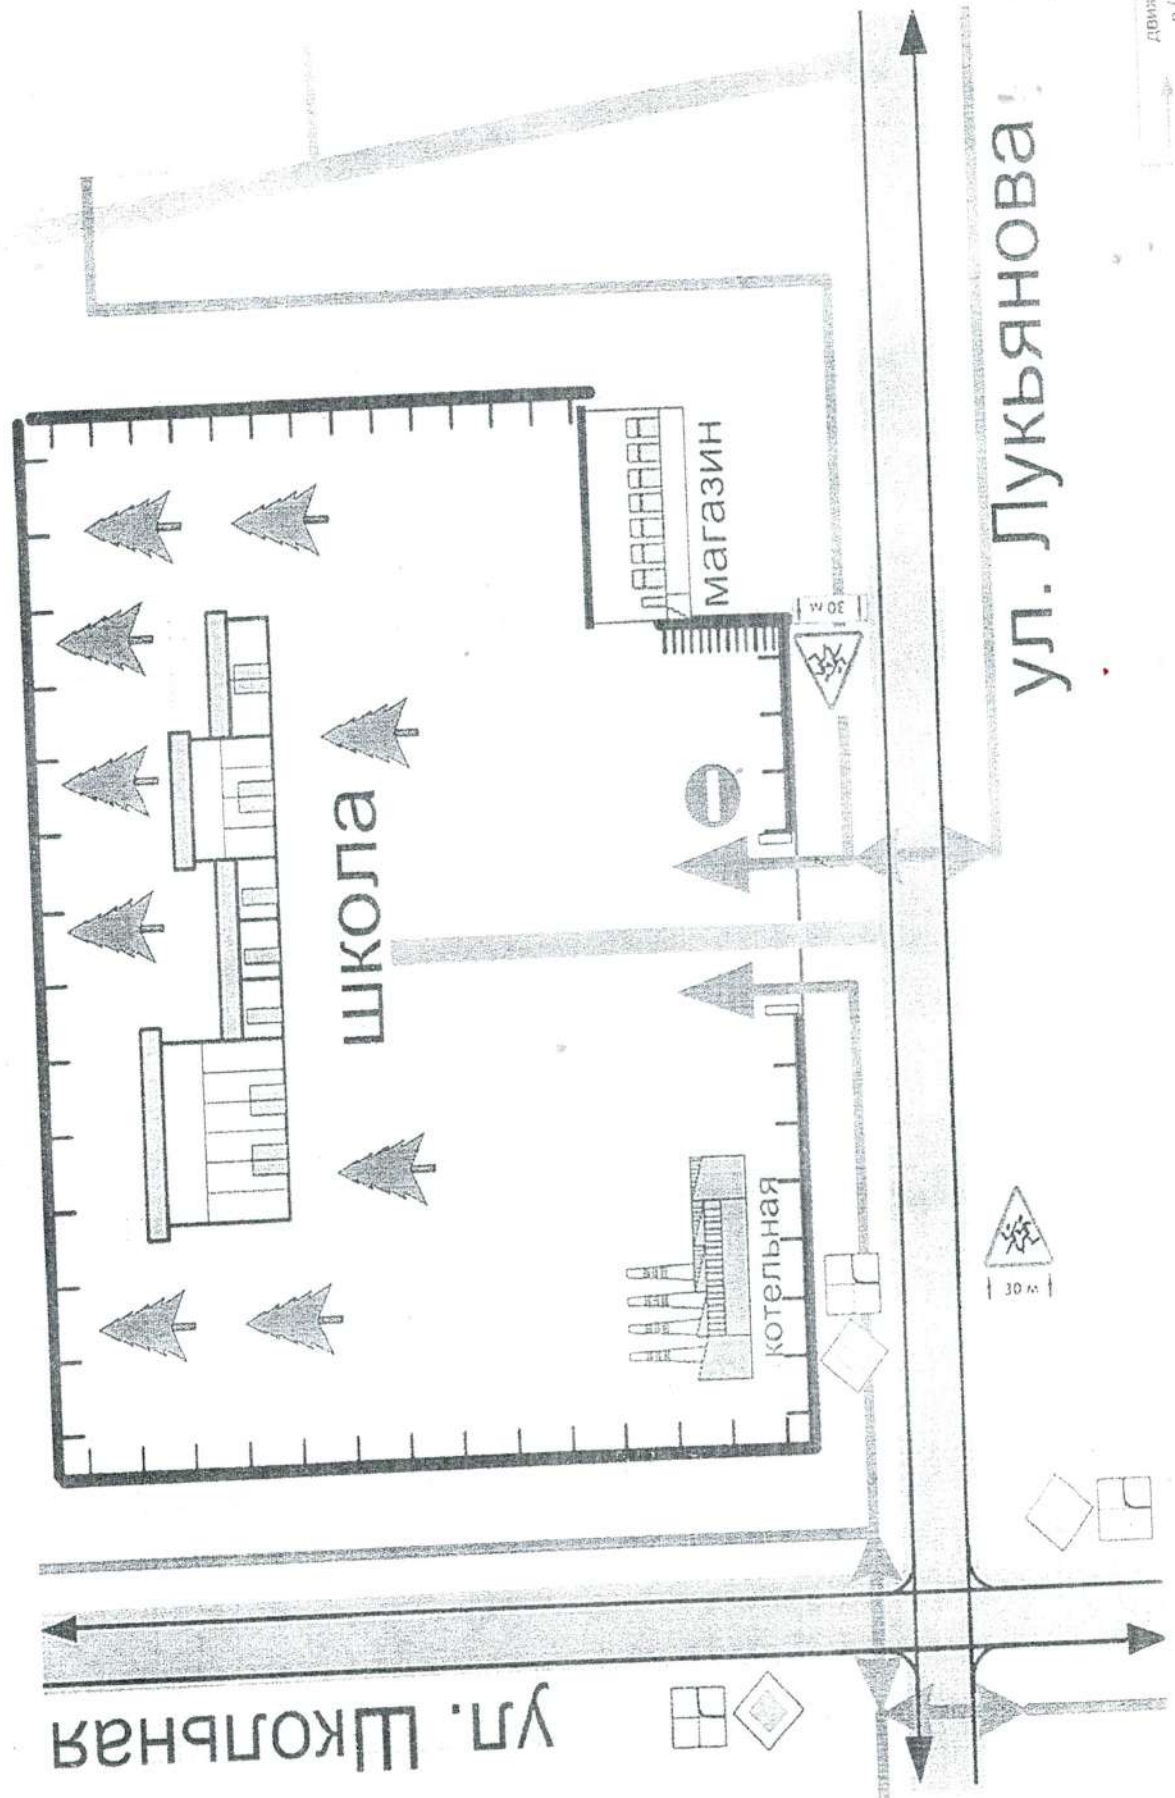 школа
магазин
30 м
котельная
30 м
ул. Лукьянова
ул. Школьная